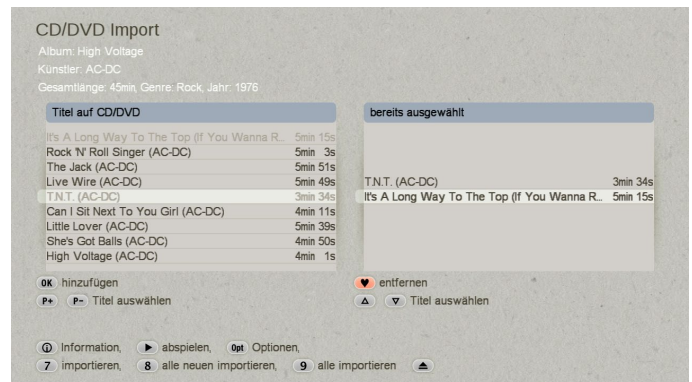 CD/DVD Import
Album: High Voltage
Künstler: AC-DC
Gesamtlänge: 45min, Genre: Rock, Jahr: 1976
Titel auf CD/DVD
It's A Long Way To The Top (If You Wanna R... 5min 15s
Rock 'N' Roll Singer (AC-DC) 5min 3s
The Jack (AC-DC) 5min 51s
Live Wire (AC-DC) 5min 49s
T.N.T. (AC-DC) 3min 34s
Can I Sit Next To You Girl (AC-DC) 4min 11s
Little Lover (AC-DC) 5min 39s
She's Got Balls (AC-DC) 4min 50s
High Voltage (AC-DC) 4min 1s
OK hinzufügen
P+ P- Titel auswählen
bereits ausgewählt
T.N.T. (AC-DC) 3min 34s
It's A Long Way To The Top (If You Wanna R... 5min 15s
entfernen
Titel auswählen
Information, abspielen, Opt Optionen,
7 importieren, 8 alle neuen importieren, 9 alle importieren